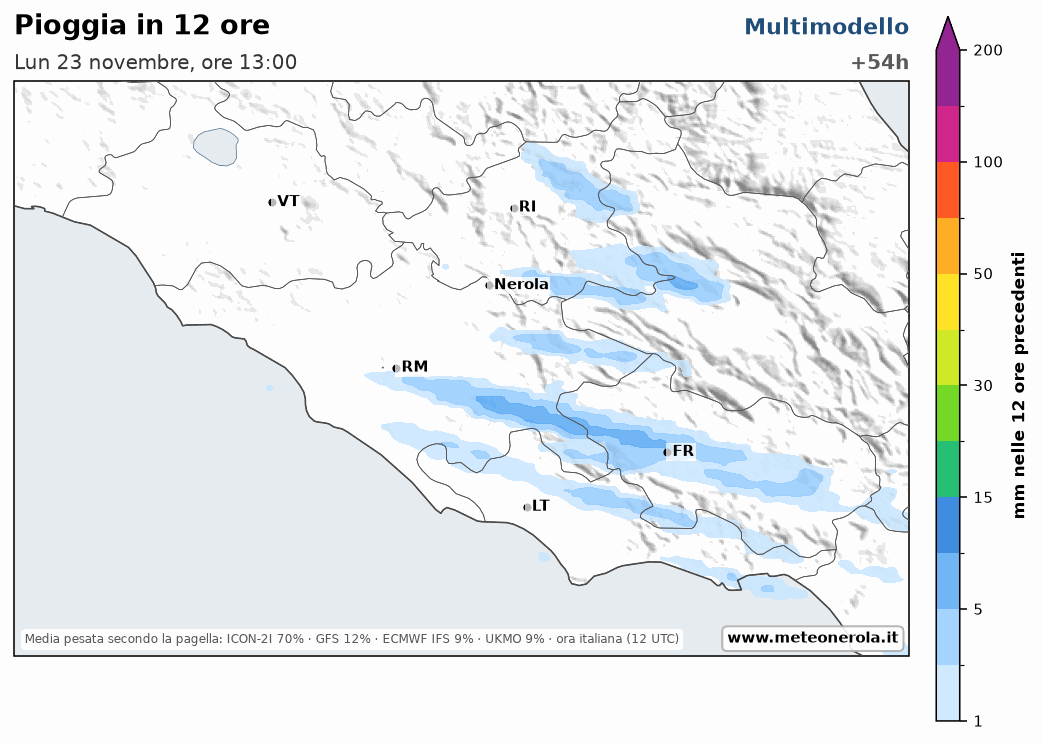 Pioggia in 12 ore
Multimodello
Lun 23 novembre, ore 13:00
+54h
VT
RI
Nerola
RM
FR
LT
Media pesata secondo la pagella: ICON-2I 70% · GFS 12% · ECMWF IFS 9% · UKMO 9% · ora italiana (12 UTC)
www.meteonerola.it
200
100
50
30
15
5
1
mm nelle 12 ore precedenti